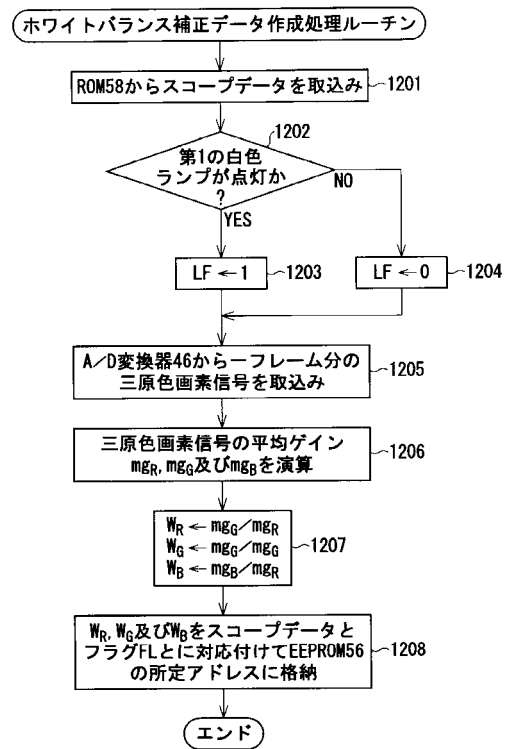 ホワイトバランス補正データ作成処理ルーチン
ROM58からスコープデータを取込み
1201
1202
第1の白色
ランプが点灯か
?
NO
YES
LF ← 1
1203
LF ← 0
1204
A/D変換器46から一フレーム分の
三原色画素信号を取込み
1205
三原色画素信号の平均ゲイン
mgR, mgG及びmgBを演算
1206
WR ← mgG/mgR
WG ← mgG/mgG
WB ← mgB/mgR
1207
WR, WG及びWBをスコープデータと
フラグFLとに対応付けてEEPROM56
の所定アドレスに格納
1208
エンド